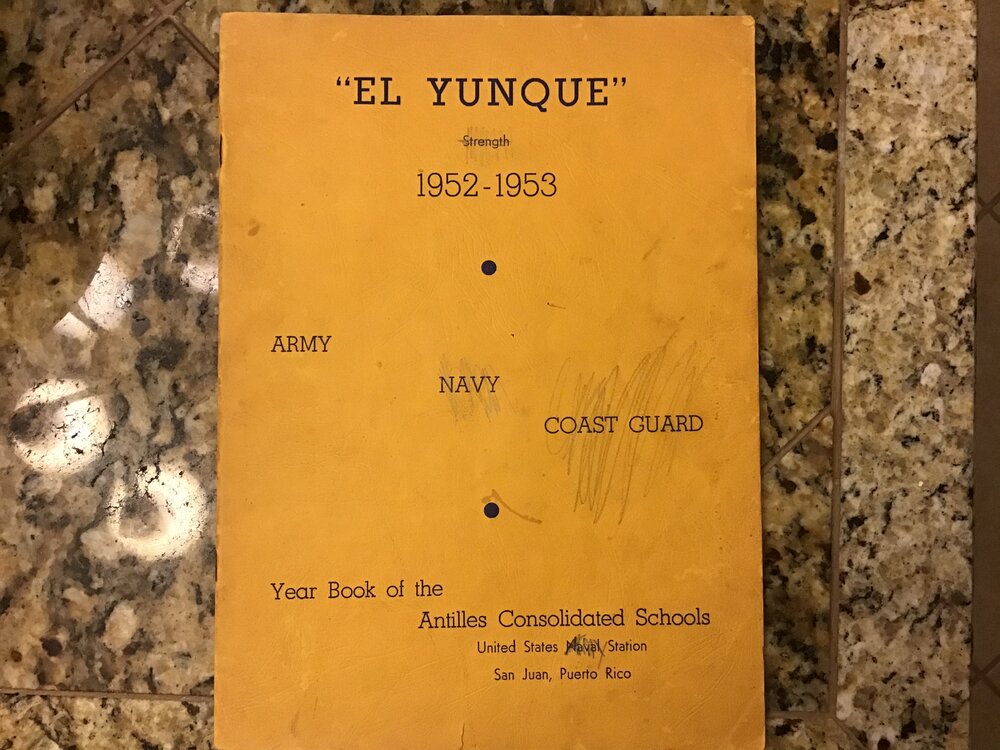 "EL YUNQUE"
Strength
1952-1953
ARMY
NAVY
COAST GUARD
Year Book of the
Antilles Consolidated Schools
United States Naval Station
San Juan, Puerto Rico